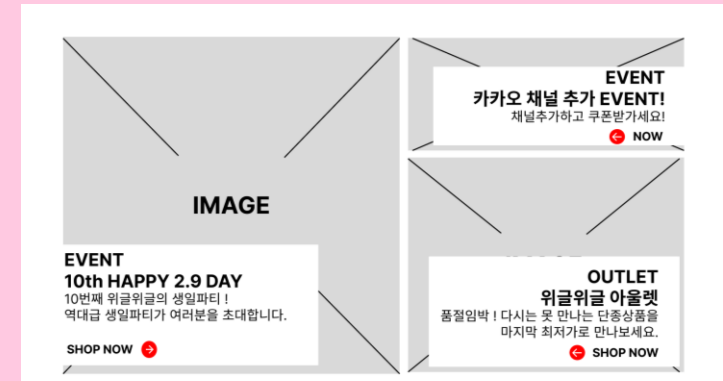 IMAGE
EVENT
10th HAPPY 2.9 DAY
10번째 위글위글의 생일파티 !
역대급 생일파티가 여러분을 초대합니다.
SHOP NOW
EVENT
카카오 채널 추가 EVENT!
채널추가하고 쿠폰받가세요!
NOW
OUTLET
위글위글 아울렛
품절임박 ! 다시는 못 만나는 단종상품을
마지막 최저가로 만나보세요.
SHOP NOW